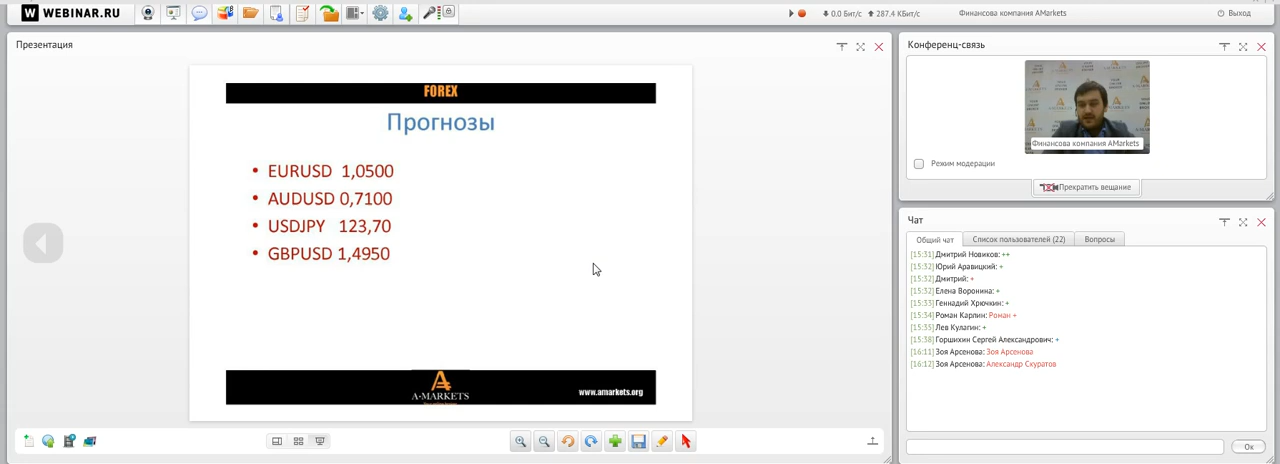 W WEBINAR.RU
0.0 Бит/с 287.4 КБит/с
Финансова компания AMarkets
Выход
Презентация
FOREX
Прогнозы
• EURUSD 1,0500
• AUDUSD 0,7100
• USDJPY 123,70
• GBPUSD 1,4950
A-MARKETS
www.amarkets.org
Конференц-связь
Финансова компания AMarkets
Режим модерации
Прекратить вещание
Чат
Общий чат
Список пользователей (22)
Вопросы
[15:31] Дмитрий Новиков: ++
[15:32] Юрий Аравицкий: +
[15:32] Дмитрий: +
[15:32] Елена Воронина: +
[15:33] Геннадий Хрючкин: +
[15:34] Роман Карпин: Роман +
[15:35] Лев Кулагин: +
[15:38] Горшихин Сергей Александрович: +
[16:11] Зоя Арсенова: Зоя Арсенова
[16:12] Зоя Арсенова: Александр Скуратов
Ок